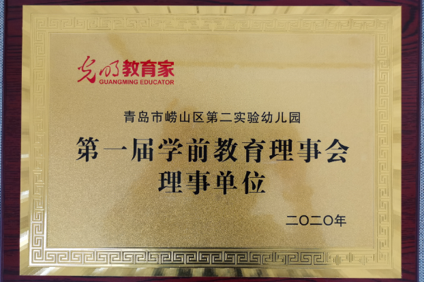 光明教育家
GUANGMING EDUCATOR
青岛市崂山区第二实验幼儿园
第一届学前教育理事会
理事单位
二〇二〇年